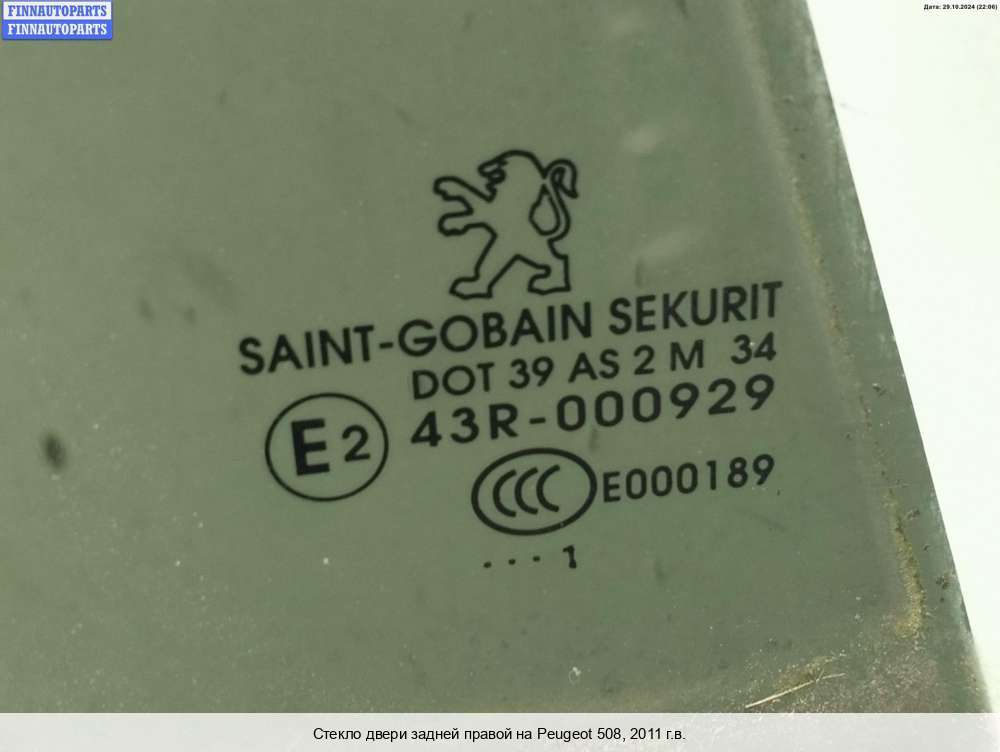 FINNAUTOPARTS
FINNAUTOPARTS
Дата: 29.10.2024 (22:06)
SAINT-GOBAIN SEKURIT
DOT 39 AS 2 M 34
E2 43R-000929
CCC E000189
... 1
Стекло двери задней правой на Peugeot 508, 2011 г.в.